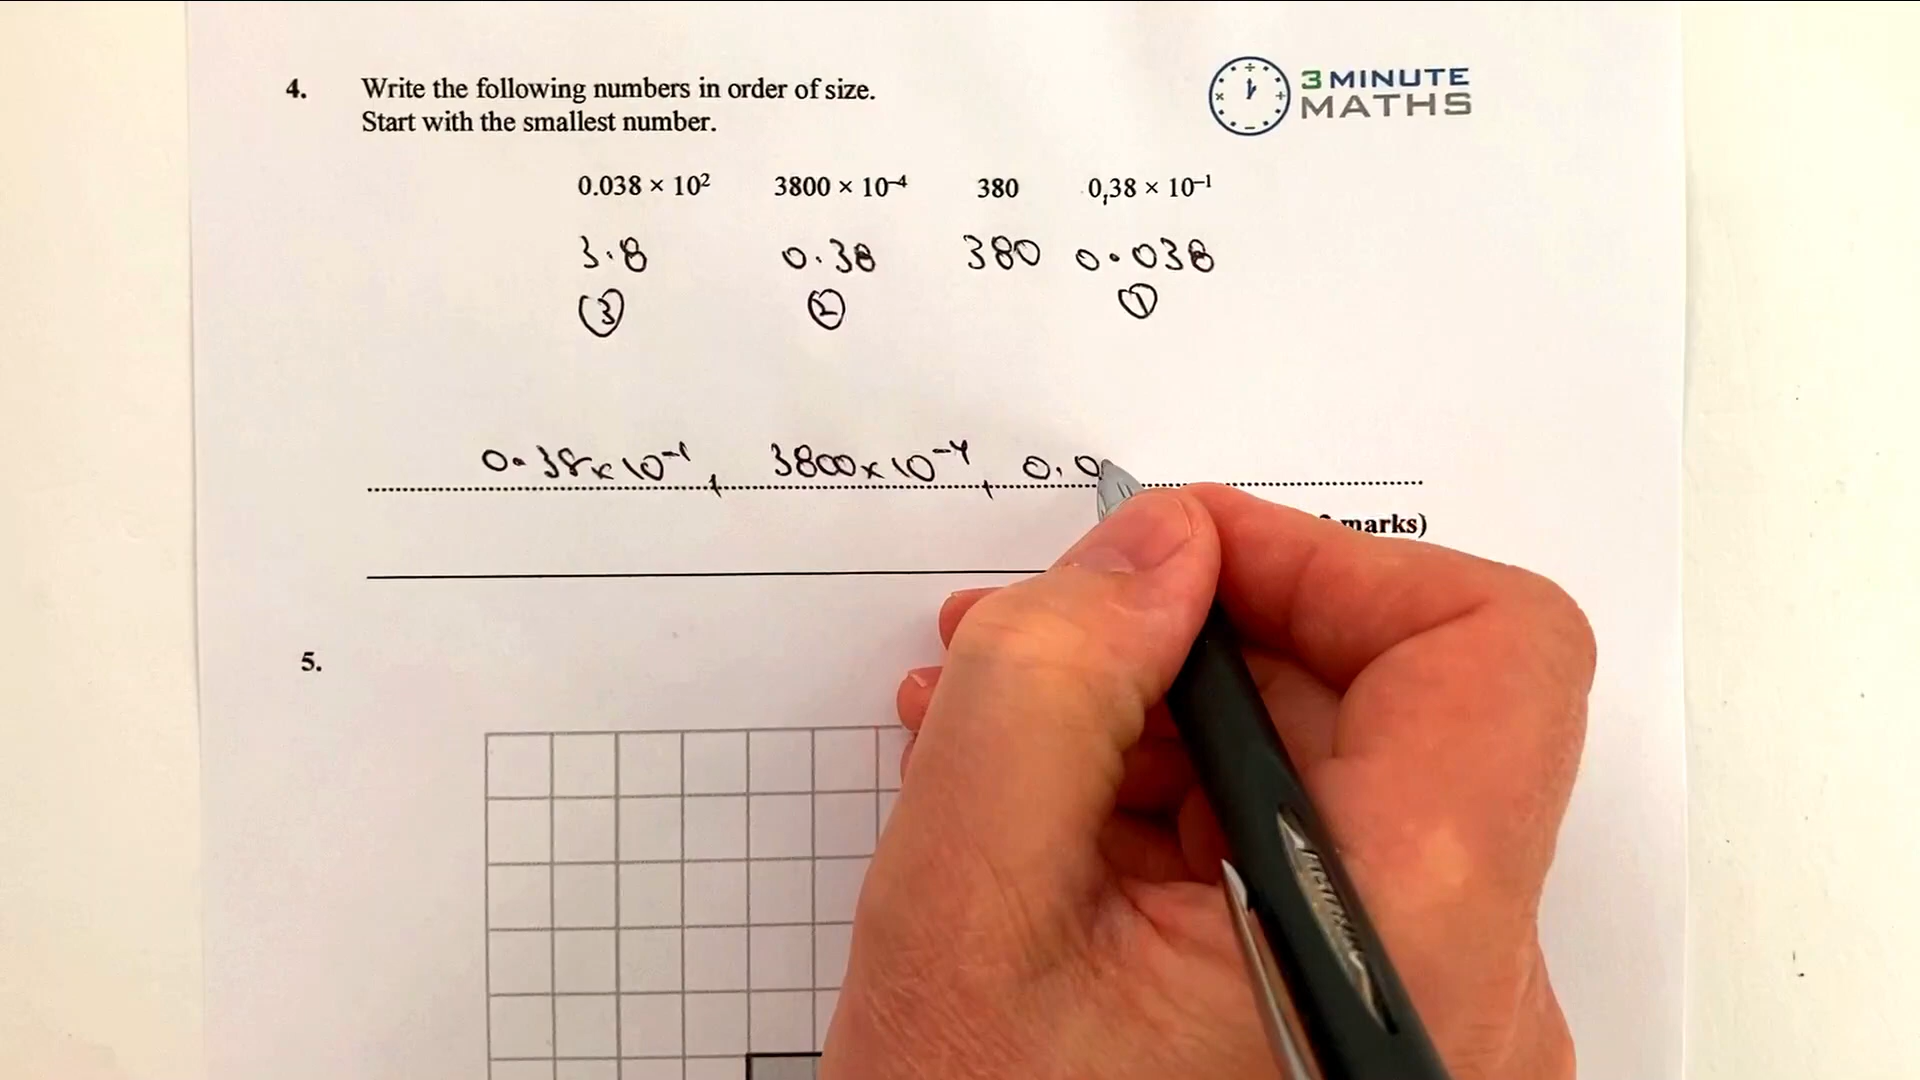 4. Write the following numbers in order of size.
Start with the smallest number.
3 MINUTE
MATHS
0.038 × 10² 3800 × 10⁻⁴ 380 0,38 × 10⁻¹
3.8 0.38 380 0.038
③ ② ①
0.38 x 10⁻¹, 3800 x 10⁻⁴, 0.0
marks)
5.